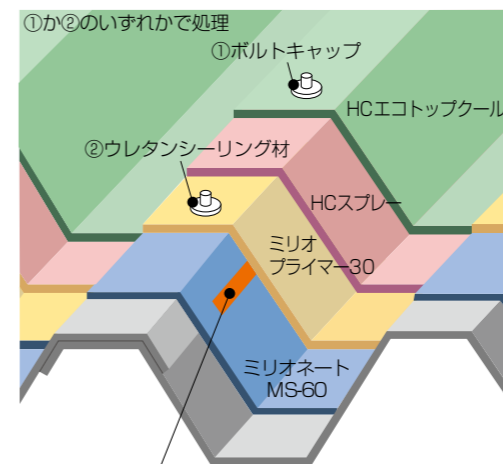 ①か②のいずれかで処理
①ボルトキャップ
HCエコトップクール
②ウレタンシーリング材
HCスプレー
ミリオ
プライマー30
ミリオネート
MS-60